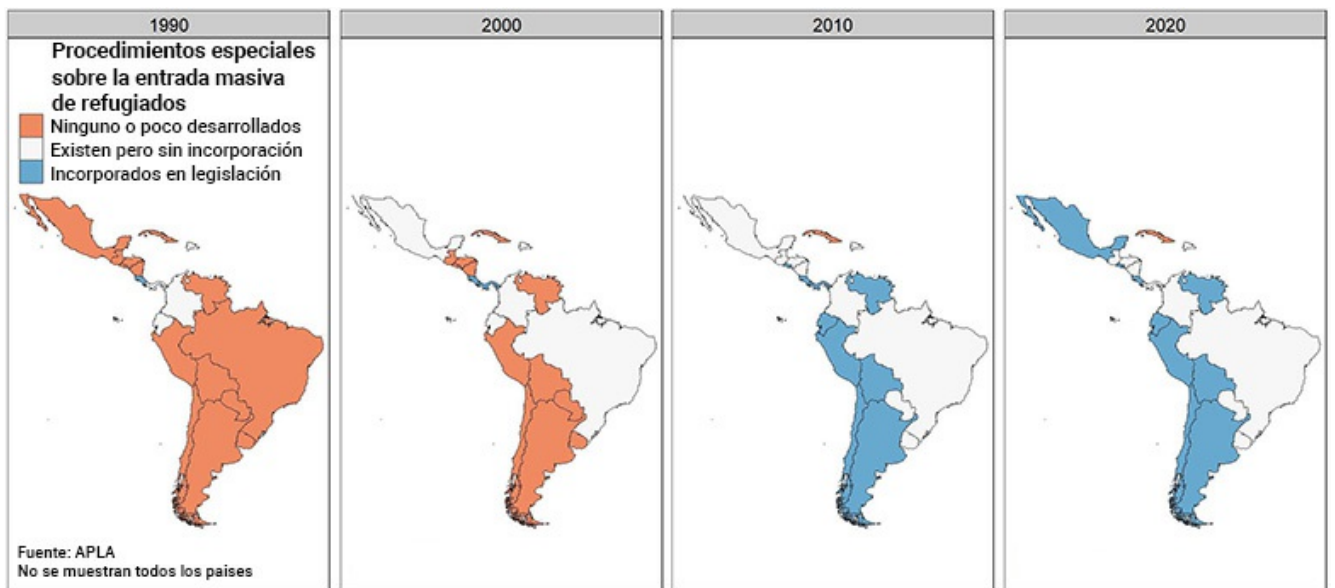 1990
2000
2010
2020
Procedimientos especiales
sobre la entrada masiva
de refugiados
Ninguno o poco desarrollados
Existen pero sin incorporación
Incorporados en legislación
Fuente: APLA
No se muestran todos los paises